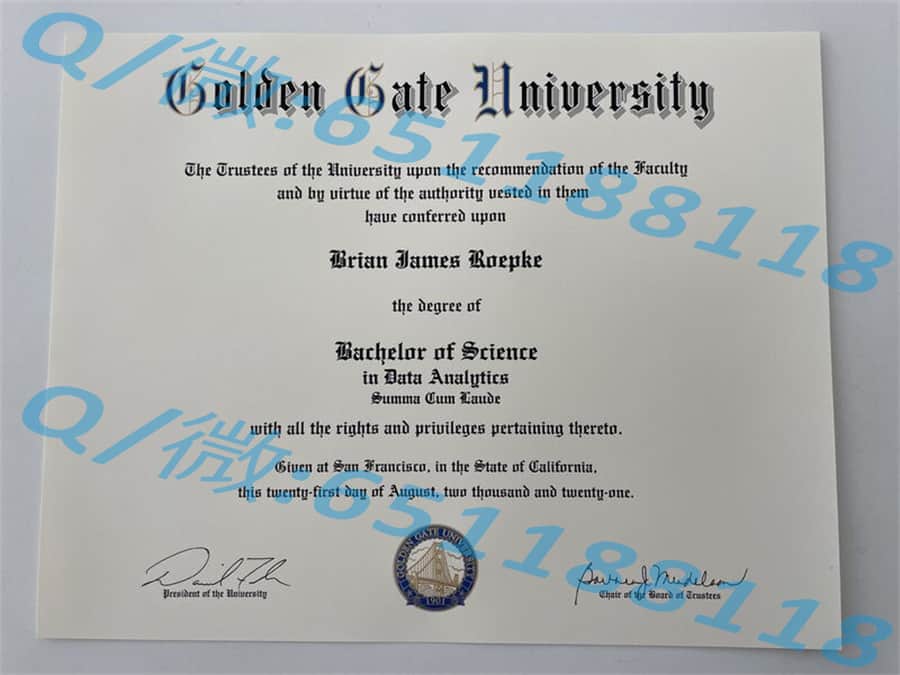 Golden Gate University
The Trustees of the University upon the recommendation of the Faculty
and by virtue of the authority vested in them
have conferred upon
Brian James Roepke
the degree of
Bachelor of Science
in Data Analytics
Summa Cum Laude
with all the rights and privileges pertaining thereto.
Given at San Francisco, in the State of California,
this twenty-first day of August, two thousand and twenty-one.
GOLDEN GATE UNIVERSITY
1901
President of the University
Chair of the Board of Trustees
Q/微:651188118
Q/微:651188118